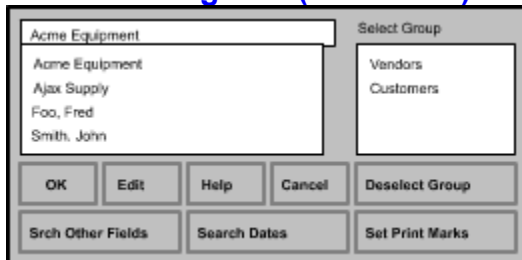 Acme Equipment
Select Group
Acme Equipment
Ajax Supply
Foo, Fred
Smith, John
Vendors
Customers
OK
Edit
Help
Cancel
Deselect Group
Srch Other Fields
Search Dates
Set Print Marks